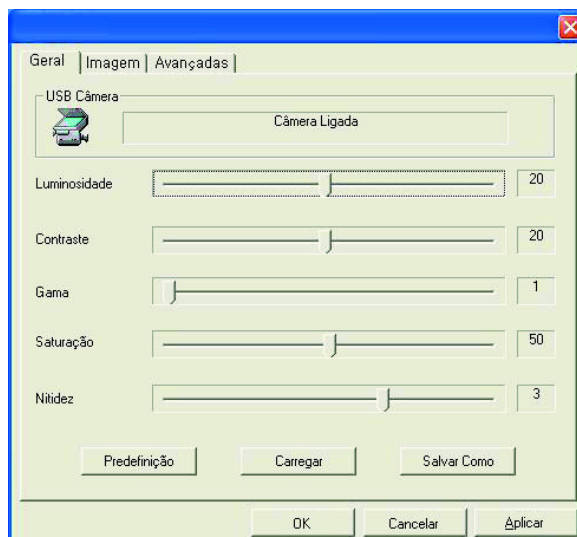 Geral Imagem Avançadas
USB Câmera
Câmera Ligada
Luminosidade 20
Contraste 20
Gama 1
Saturação 50
Nitidez 3
Predefinição Carregar Salvar Como
OK Cancelar Aplicar